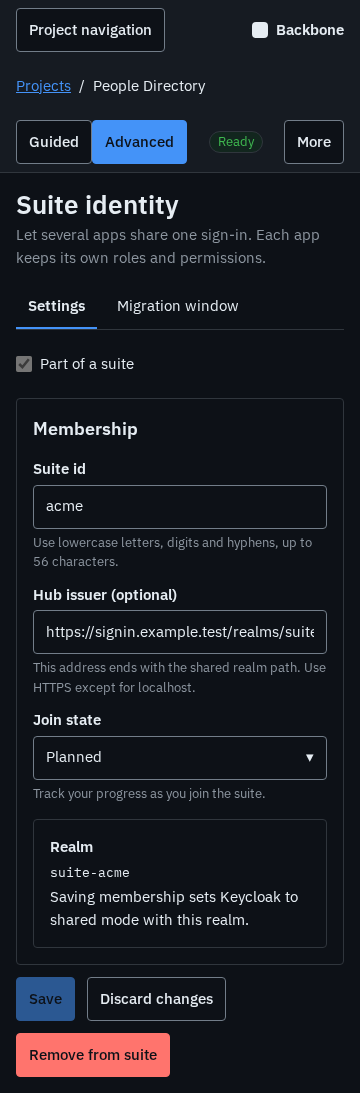 Project navigation
Backbone
Projects / People Directory
Guided
Advanced
Ready
More
Suite identity
Let several apps share one sign-in. Each app
keeps its own roles and permissions.
Settings
Migration window
Part of a suite
Membership
Suite id
acme
Use lowercase letters, digits and hyphens, up to
56 characters.
Hub issuer (optional)
https://signin.example.test/realms/suite
This address ends with the shared realm path. Use
HTTPS except for localhost.
Join state
Planned
Track your progress as you join the suite.
Realm
suite-acme
Saving membership sets Keycloak to
shared mode with this realm.
Save
Discard changes
Remove from suite